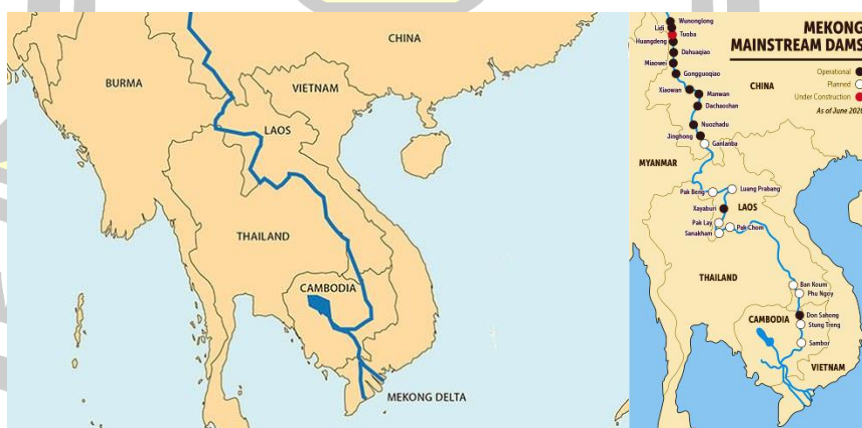 CHINA
BURMA
VIETNAM
LAOS
THAILAND
CAMBODIA
MEKONG DELTA
MEKONG
MAINSTREAM DAMS
Operational
Planned
Under Construction
As of June 2020
Wunonglong
Lidi
Tuoba
Huangdeng
Dahuaqiao
Miaowei
Gongguoqiao
Xiaowan
Manwan
Dachaoshan
CHINA
Nuozhadu
Jinghong
Ganlanba
MYANMAR
Pak Beng
Luang Prabang
Xayaburi
LAOS
Pak Lay
Pak Chom
Sanakham
THAILAND
Ban Koum
Phu Ngoy
Don Sahong
CAMBODIA
Stung Treng
Sambor
VIETNAM